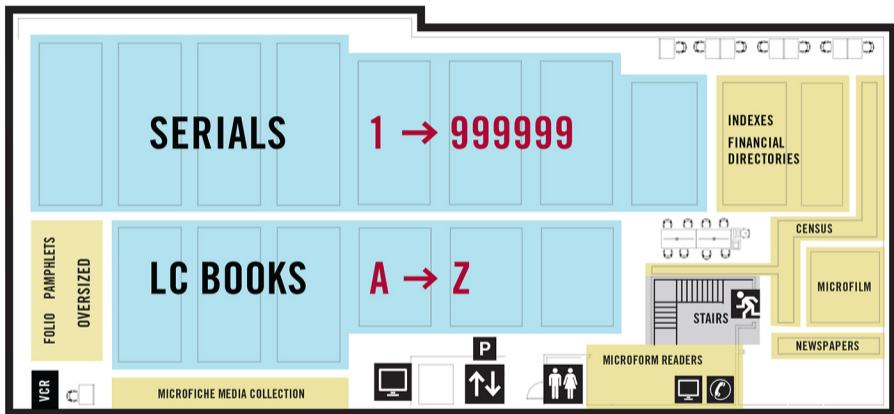 SERIALS
1 → 999999
INDEXES
FINANCIAL
DIRECTORIES
FOLIO PAMPHLETS
OVERSIZED
LC BOOKS
A → Z
CENSUS
MICROFILM
STAIRS
NEWSPAPERS
P
MICROFORM READERS
VCR
MICROFICHE MEDIA COLLECTION